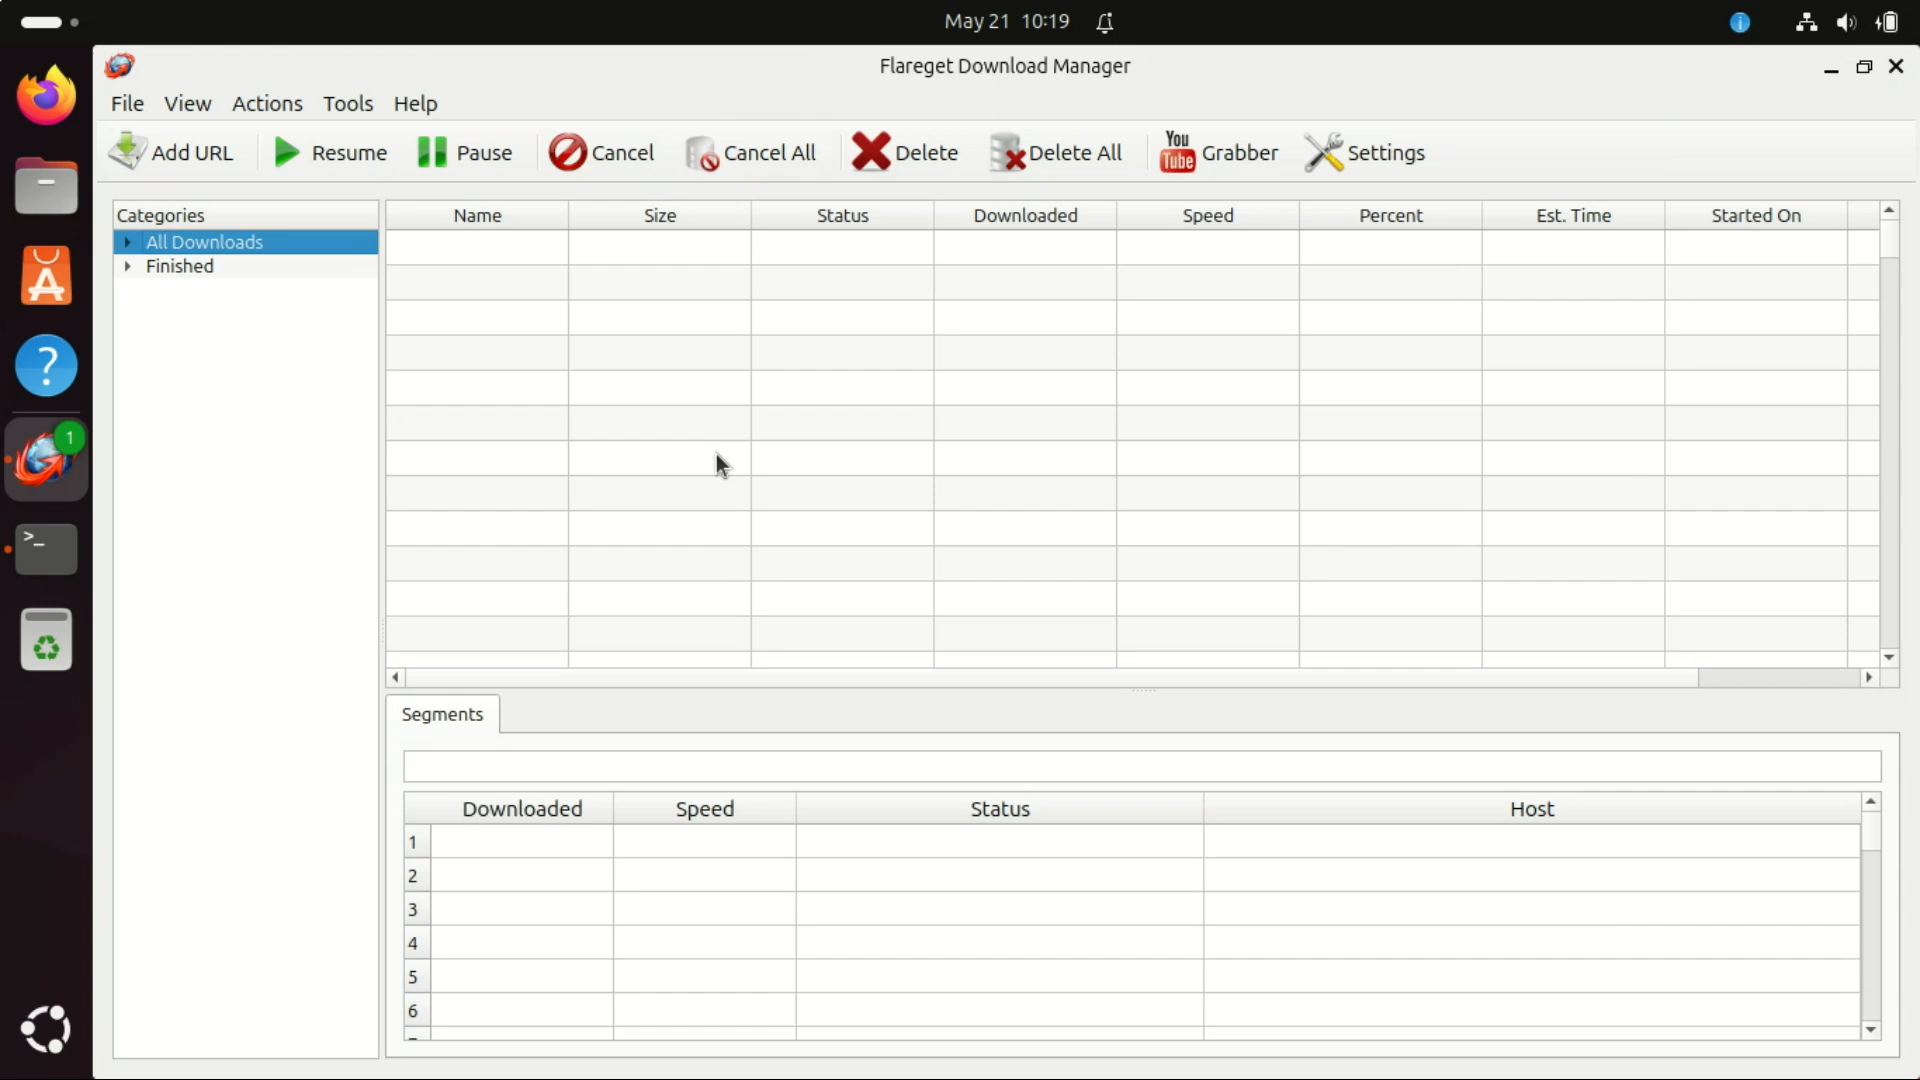 May 21 10:19
Flareget Download Manager
File View Actions Tools Help
Add URL Resume Pause Cancel Cancel All Delete Delete All You Tube Grabber Settings
Categories
All Downloads
Finished
Name Size Status Downloaded Speed Percent Est. Time Started On
1
>_
Segments
Downloaded Speed Status Host
1
2
3
4
5
6